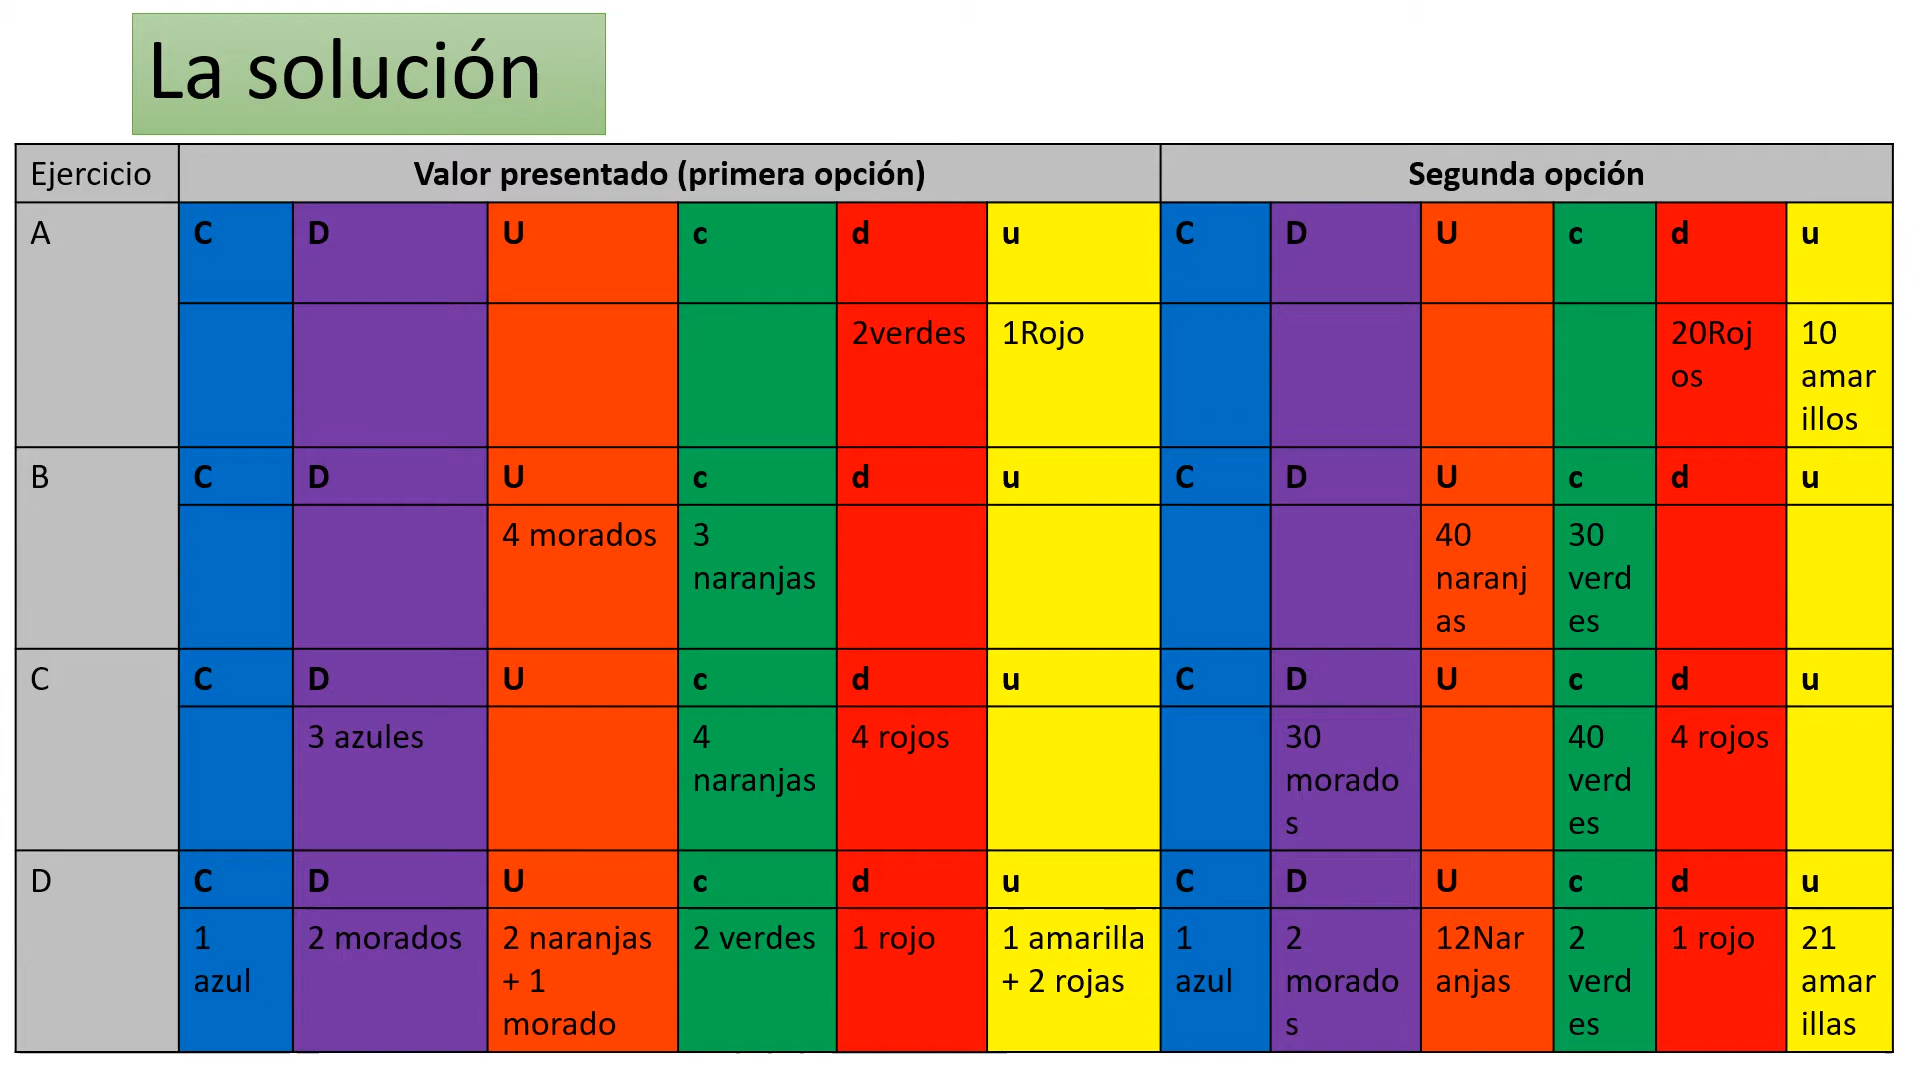 La solución
Ejercicio Valor presentado (primera opción) Segunda opción
A C D U c d u C D U c d u
2verdes 1Rojo 20Roj 10
os amar
illos
B C D U c d u C D U c d u
4 morados 3 40 30
naranjas naranj verd
as es
C C D U c d u C D U c d u
3 azules 4 4 rojos 30 40 4 rojos
naranjas morado verd
s es
D C D U c d u C D U c d u
1 2 morados 2 naranjas 2 verdes 1 rojo 1 amarilla 1 2 12Nar 2 1 rojo 21
azul + 1 + 2 rojas azul morado anjas verd amar
morado s es illas